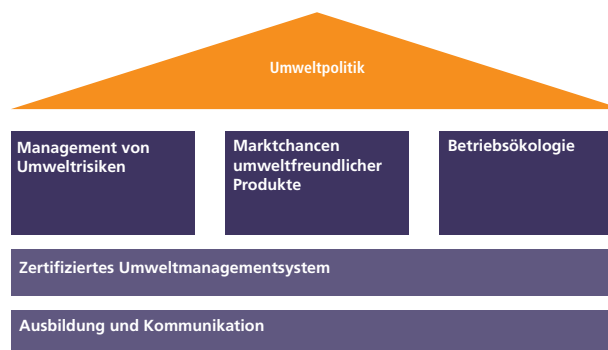 Umweltpolitik
Management von
Umweltrisiken
Marktchancen
umweltfreundlicher
Produkte
Betriebsökologie
Zertifiziertes Umweltmanagementsystem
Ausbildung und Kommunikation